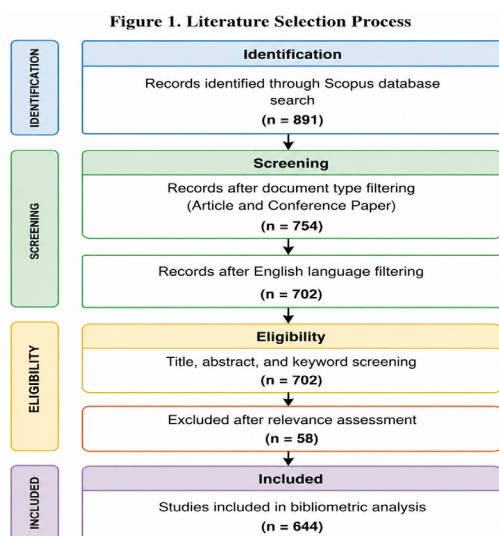 Figure 1. Literature Selection Process
IDENTIFICATION
Identification
Records identified through Scopus database
search
(n = 891)
SCREENING
Screening
Records after document type filtering
(Article and Conference Paper)
(n = 754)
Records after English language filtering
(n = 702)
ELIGIBILITY
Eligibility
Title, abstract, and keyword screening
(n = 702)
Excluded after relevance assessment
(n = 58)
INCLUDED
Included
Studies included in bibliometric analysis
(n = 644)